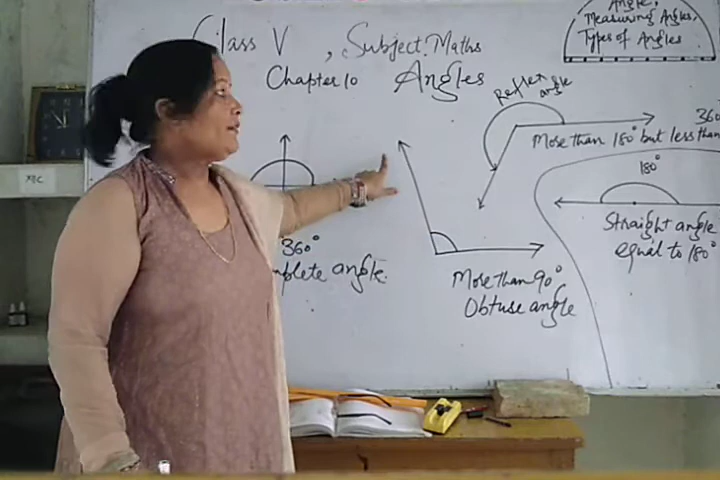 Class V , Subject. Maths
Chapter 10 Angles
Angle,
Measuring Angles,
Types of Angles
Reflex
angle
360
More than 180° but less than
180°
Straight angle
equal to 180°
360°
mplete angle.
More than 90°
Obtuse angle